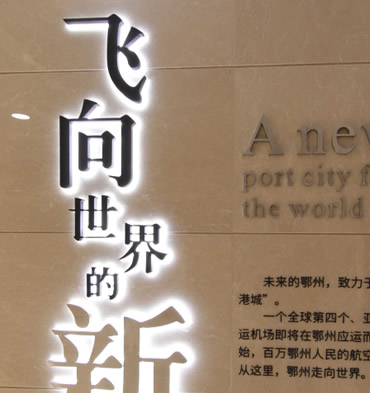 飞向世界的新
A new
port city f
the world
未来的鄂州，致力于
港城”。
一个全球第四个、亚
运机场即将在鄂州应运而
始，百万鄂州人民的航空
从这里，鄂州走向世界。